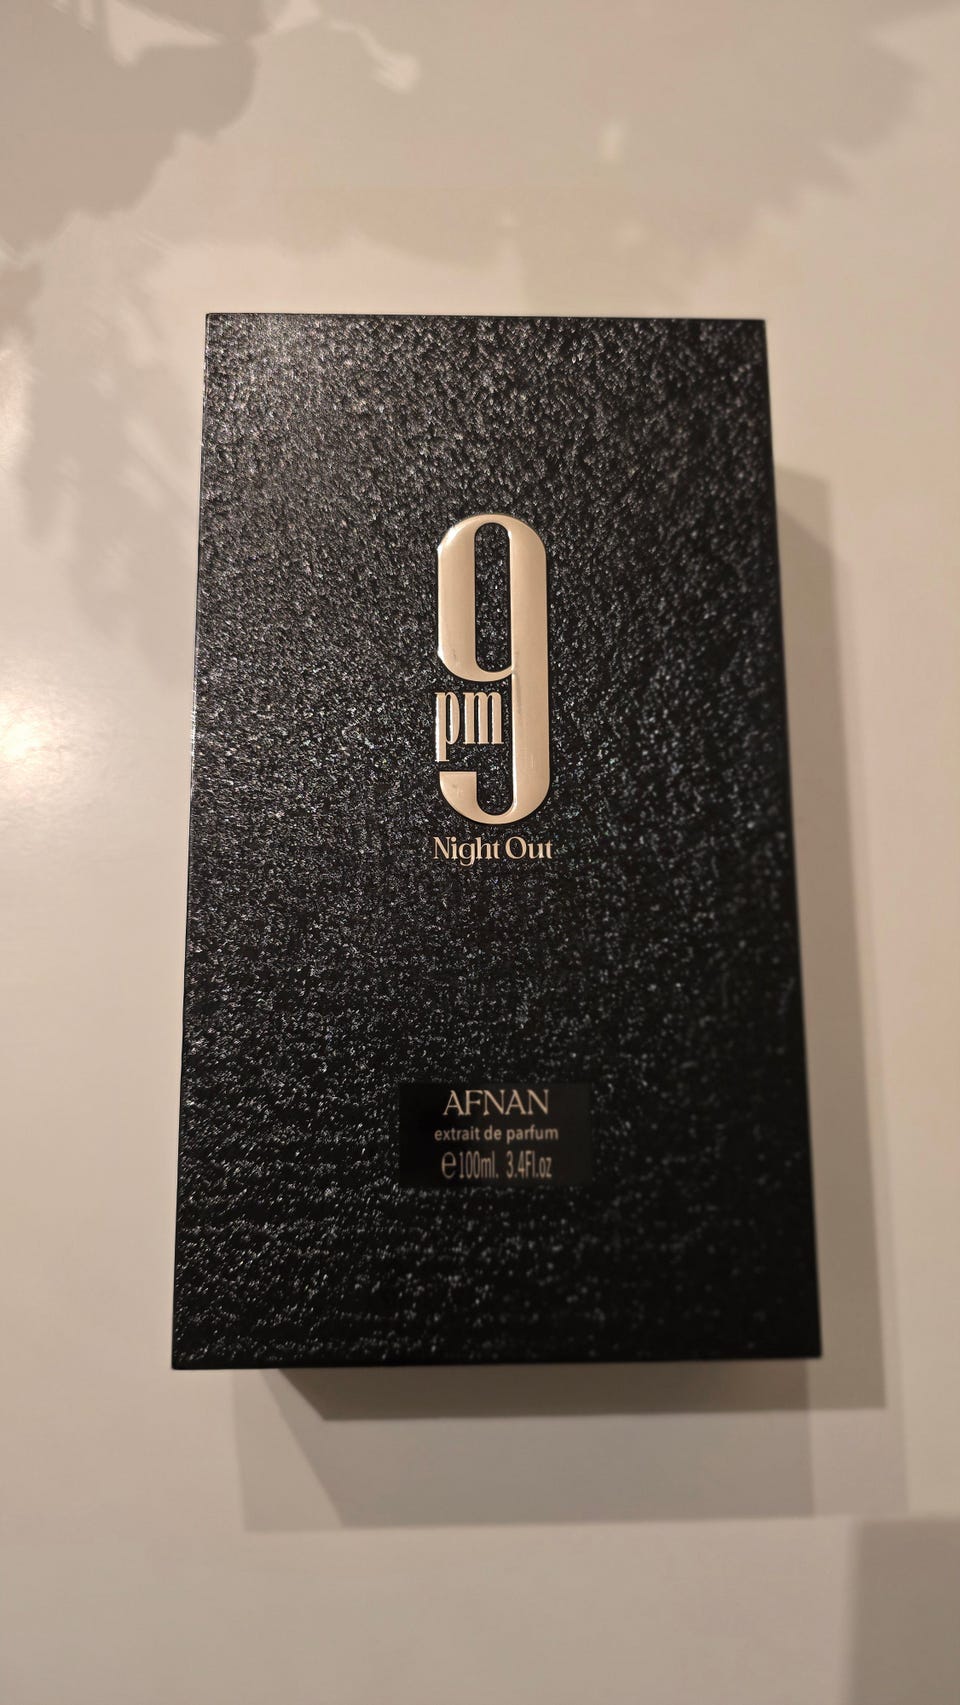 9
pm
Night Out
AFNAN
extrait de parfum
℮100ml. 3.4Fl.oz